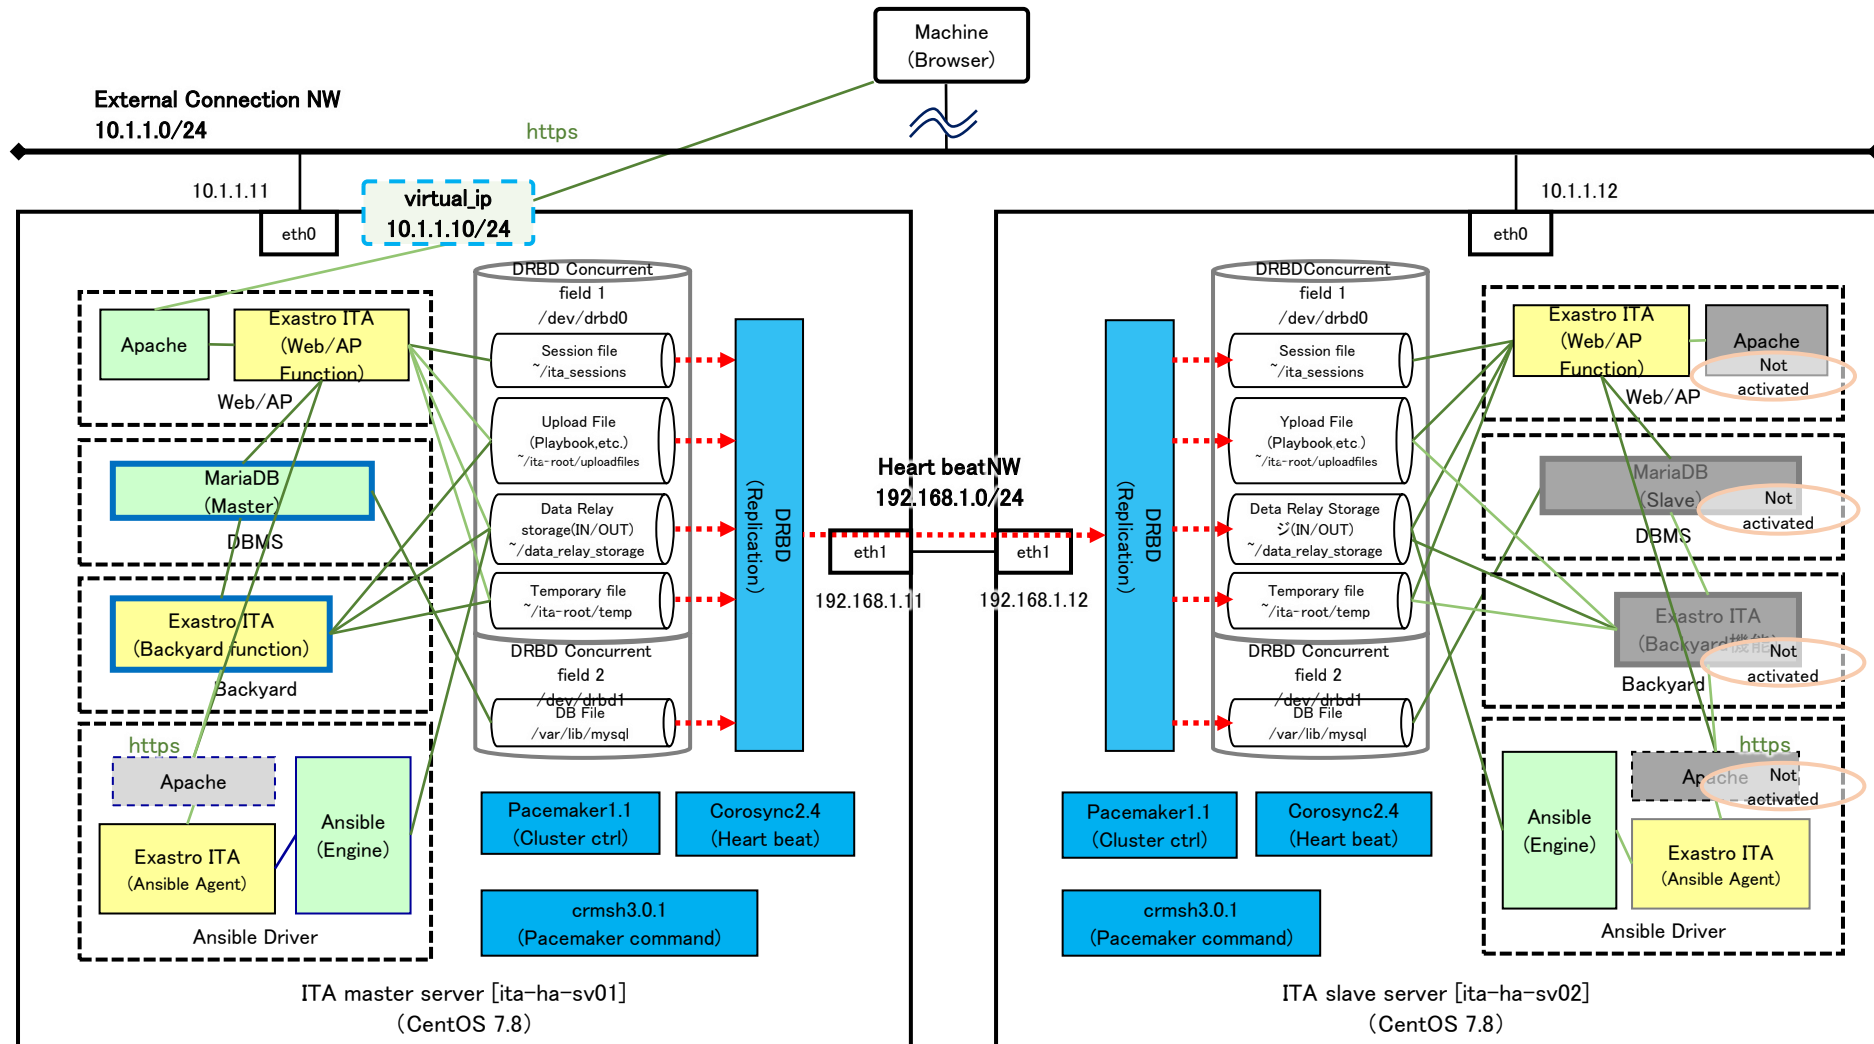 Machine
(Browser)
External Connection NW
10.1.1.0/24
https
10.1.1.11
virtual_ip
10.1.1.10/24
eth0
10.1.1.12
eth0
DRBD Concurrent
field 1
/dev/drbd0
Apache
Exastro ITA
(Web/AP
Function)
Web/AP
Session file
~/ita_sessions
Upload File
(Playbook,etc.)
~/ita-root/uploadfiles
MariaDB
(Master)
DBMS
Data Relay
storage(IN/OUT)
~/data_relay_storage
Temporary file
~/ita-root/temp
Exastro ITA
(Backyard function)
Backyard
DRBD Concurrent
field 2
/dev/drbd1
DB File
/var/lib/mysql
DRBD
(Replication)
https
Apache
Exastro ITA
(Ansible Agent)
Ansible
(Engine)
Ansible Driver
Pacemaker1.1
(Cluster ctrl)
Corosync2.4
(Heart beat)
crmsh3.0.1
(Pacemaker command)
ITA master server [ita-ha-sv01]
(CentOS 7.8)
Heart beatNW
192.168.1.0/24
eth1
eth1
192.168.1.11
192.168.1.12
DRBD
(Replication)
DRBDConcurrent
field 1
/dev/drbd0
Session file
~/ita_sessions
Ypload File
(Playbook,etc.)
~/ita-root/uploadfiles
Deta Relay Storage
ジ(IN/OUT)
~/data_relay_storage
Temporary file
~/ita-root/temp
DRBD Concurrent
field 2
/dev/drbd1
DB File
/var/lib/mysql
Exastro ITA
(Web/AP
Function)
Apache
Not
activated
Web/AP
MariaDB
(Slave)
Not
activated
DBMS
Exastro ITA
(Backyard機能)
Not
activated
Backyard
https
Apache
Not
activated
Ansible
(Engine)
Exastro ITA
(Ansible Agent)
Ansible Driver
Pacemaker1.1
(Cluster ctrl)
Corosync2.4
(Heart beat)
crmsh3.0.1
(Pacemaker command)
ITA slave server [ita-ha-sv02]
(CentOS 7.8)